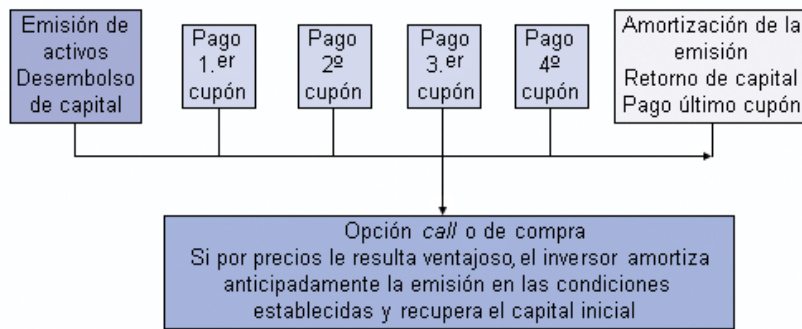 Emisión de
activos
Desembolso
de capital
Pago
1.er
cupón
Pago
2º
cupón
Pago
3.er
cupón
Pago
4º
cupón
Amortización de la
emisión
Retorno de capital
Pago último cupón
Opción call o de compra
Si por precios le resulta ventajoso, el inversor amortiza
anticipadamente la emisión en las condiciones
establecidas y recupera el capital inicial